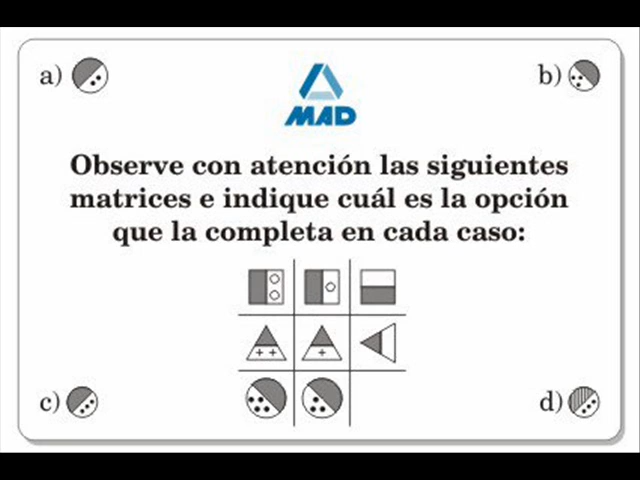 a)
b)
MAD
Observe con atención las siguientes
matrices e indique cuál es la opción
que la completa en cada caso:
+ +
+
c)
d)